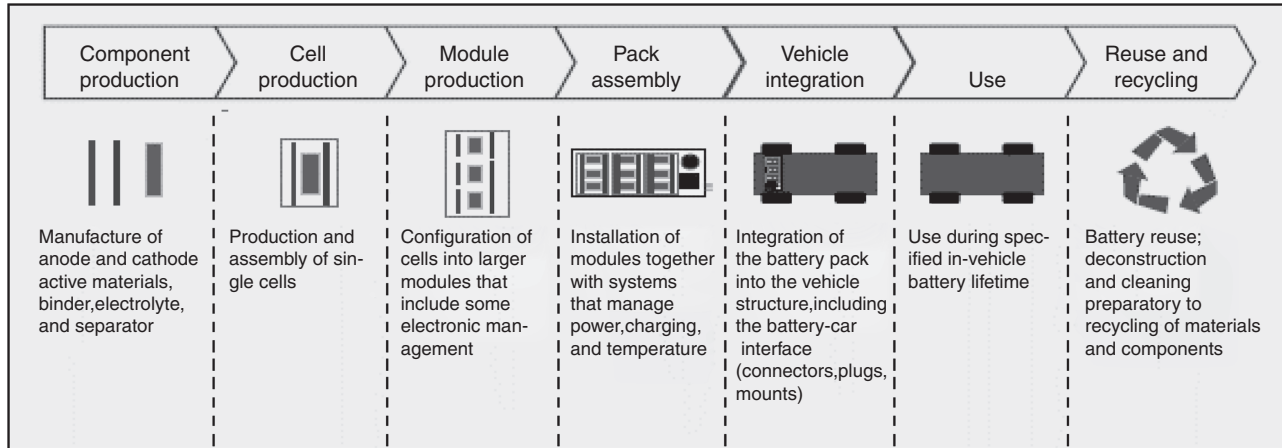 Component
production
Cell
production
Module
production
Pack
assembly
Vehicle
integration
Use
Reuse and
recycling
Manufacture of
anode and cathode
active materials,
binder,electrolyte,
and separator
Production and
assembly of sin-
gle cells
Configuration of
cells into larger
modules that
include some
electronic man-
agement
Installation of
modules together
with systems
that manage
power,charging,
and temperature
Integration of
the battery pack
into the vehicle
structure,including
the battery-car
interface
(connectors,plugs,
mounts)
Use during spec-
ified in-vehicle
battery lifetime
Battery reuse;
deconstruction
and cleaning
preparatory to
recycling of materials
and components